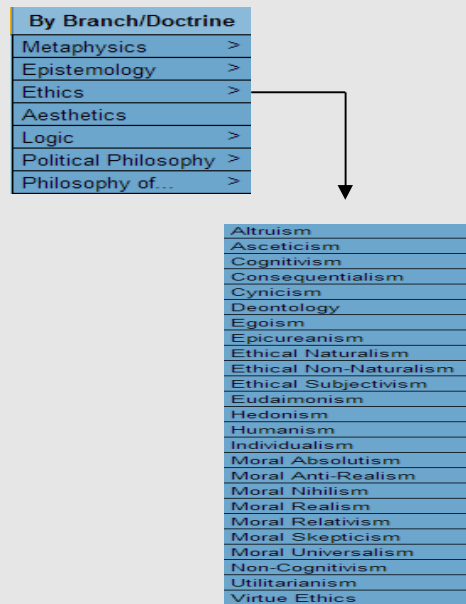 By Branch/Doctrine
Metaphysics >
Epistemology >
Ethics >
Aesthetics
Logic >
Political Philosophy >
Philosophy of... >
Altruism
Asceticism
Cognitivism
Consequentialism
Cynicism
Deontology
Egoism
Epicureanism
Ethical Naturalism
Ethical Non-Naturalism
Ethical Subjectivism
Eudaimonism
Hedonism
Humanism
Individualism
Moral Absolutism
Moral Anti-Realism
Moral Nihilism
Moral Realism
Moral Relativism
Moral Skepticism
Moral Universalism
Non-Cognitivism
Utilitarianism
Virtue Ethics